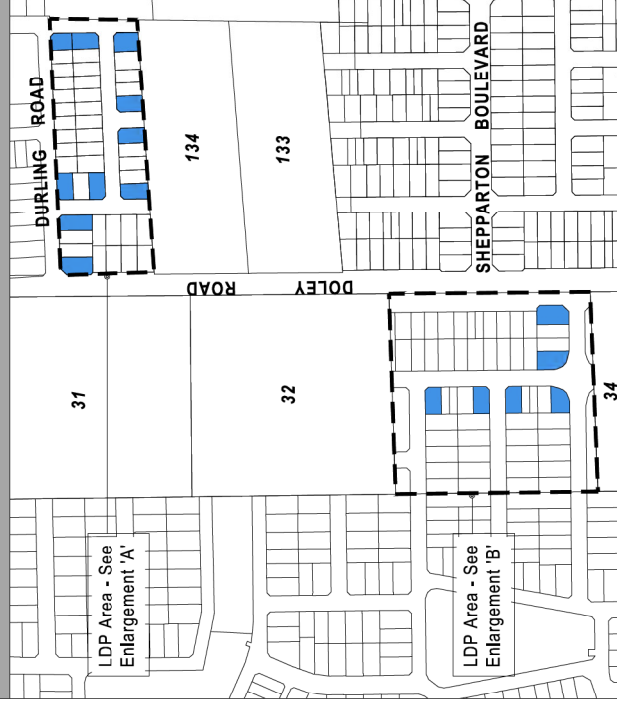 DURLING ROAD
134
133
SHEPPARTON BOULEVARD
DOLEY ROAD
31
32
34
LDP Area - See
Enlargement 'A'
LDP Area - See
Enlargement 'B'